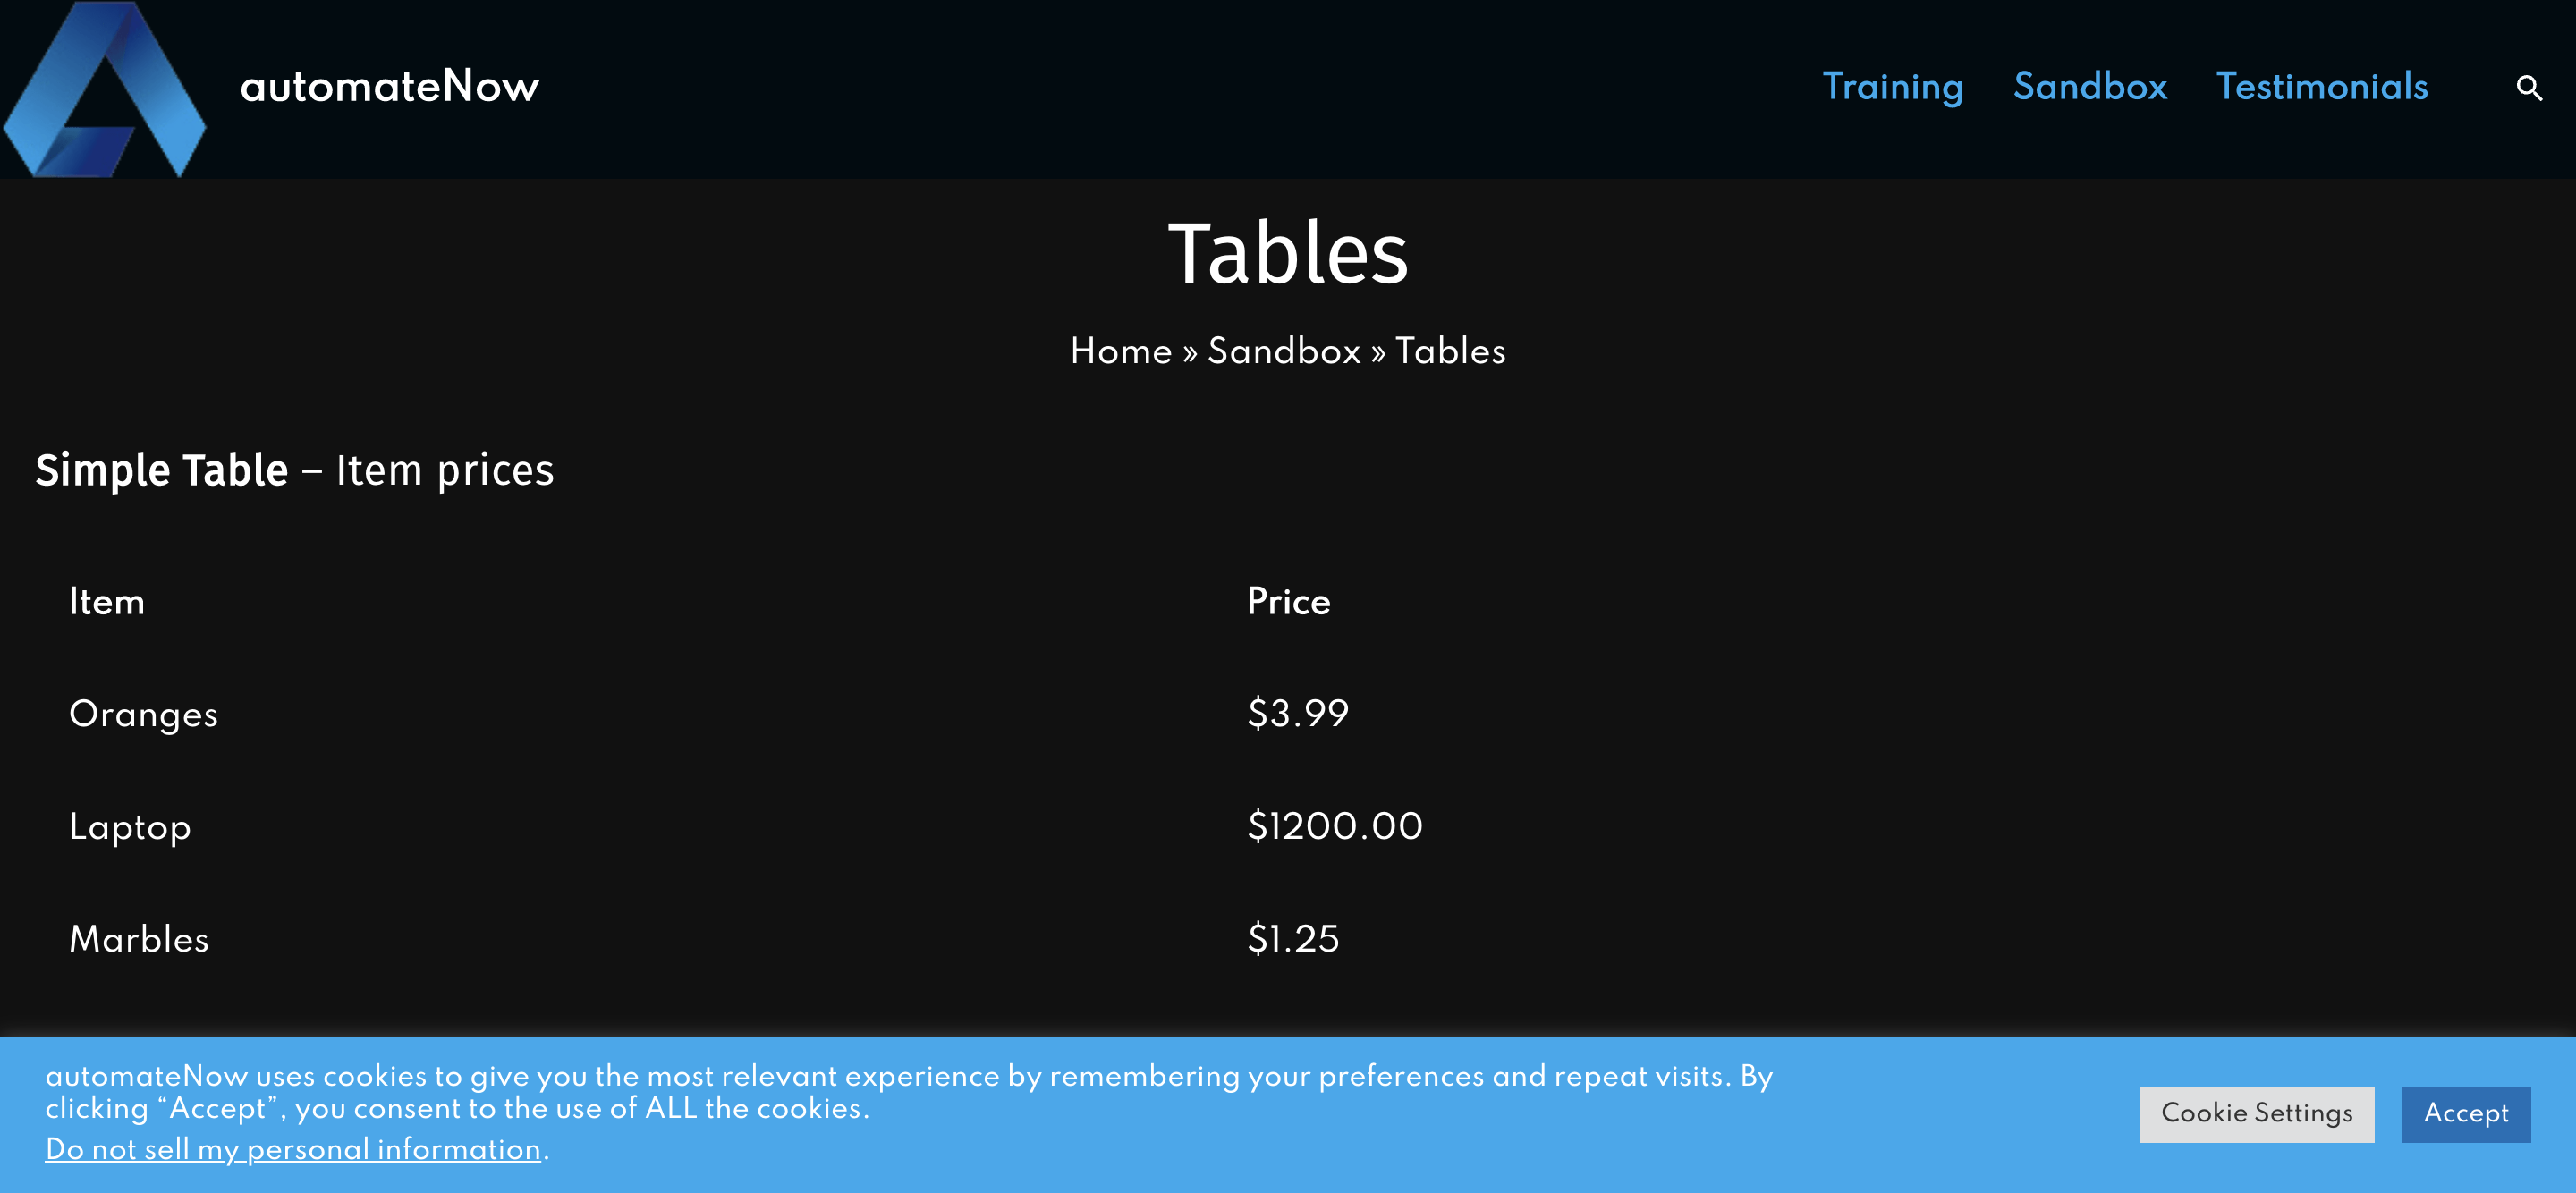 automateNow
Training Sandbox Testimonials
Tables
Home » Sandbox » Tables
Simple Table – Item prices
Item Price
Oranges $3.99
Laptop $1200.00
Marbles $1.25
automateNow uses cookies to give you the most relevant experience by remembering your preferences and repeat visits. By
clicking “Accept”, you consent to the use of ALL the cookies.
Do not sell my personal information.
Cookie Settings Accept